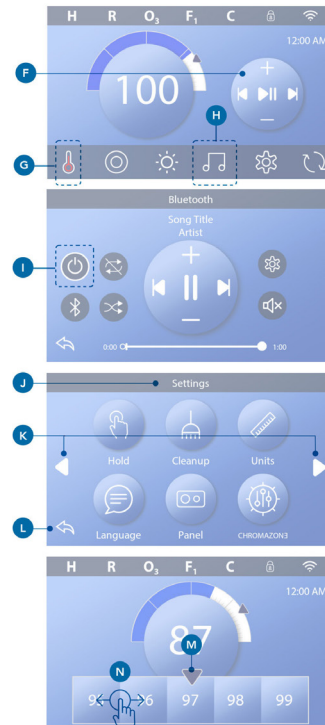 H R O3 F1 C
12:00 AM
F
100
H
G
Bluetooth
Song Title
Artist
I
0:00 1:00
J Settings
K
Hold Cleanup Units
L
Language Panel CHROMAZON3
H R O3 F1 C
12:00 AM
87
M
N
97 98 99